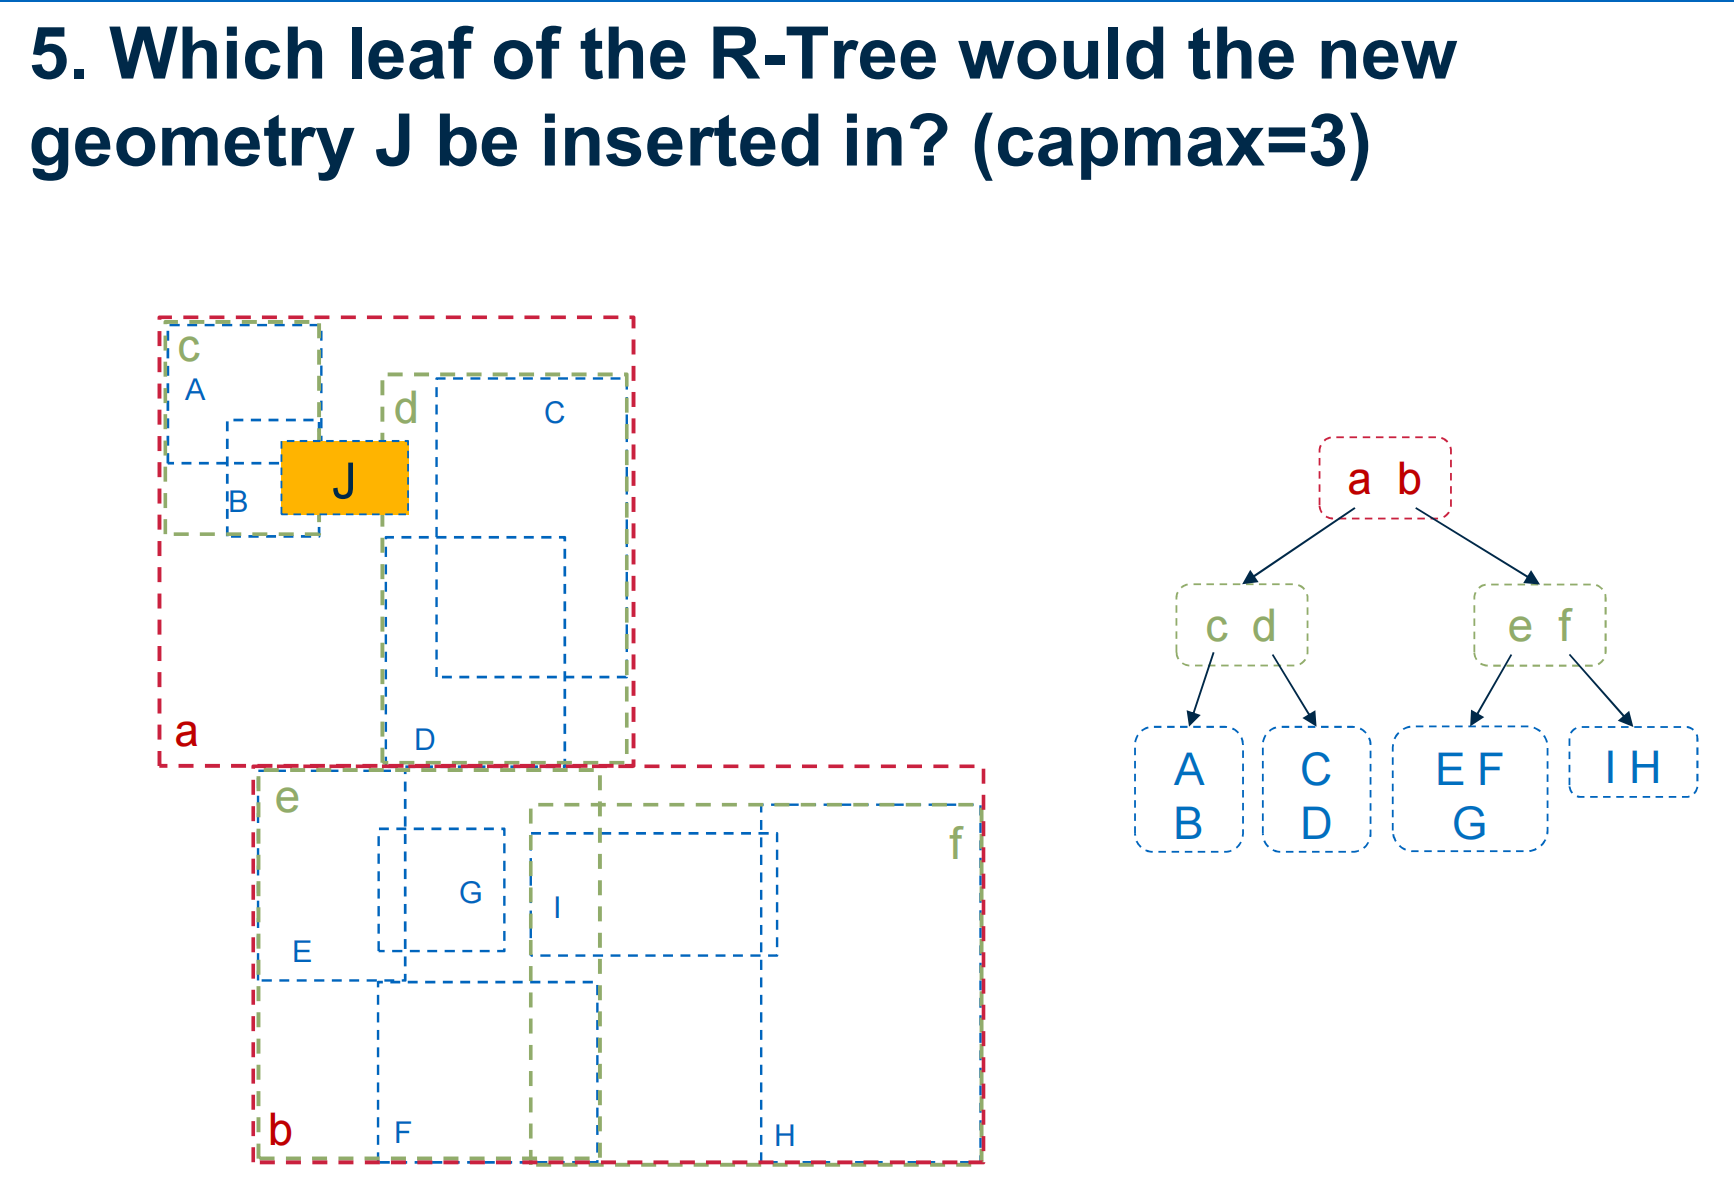 5. Which leaf of the R-Tree would the new
geometry J be inserted in? (capmax=3)
c
A
d
C
J
B
a
D
e
f
G
I
E
b
F
H
a b
c d
e f
A
B
C
D
E F
G
I H